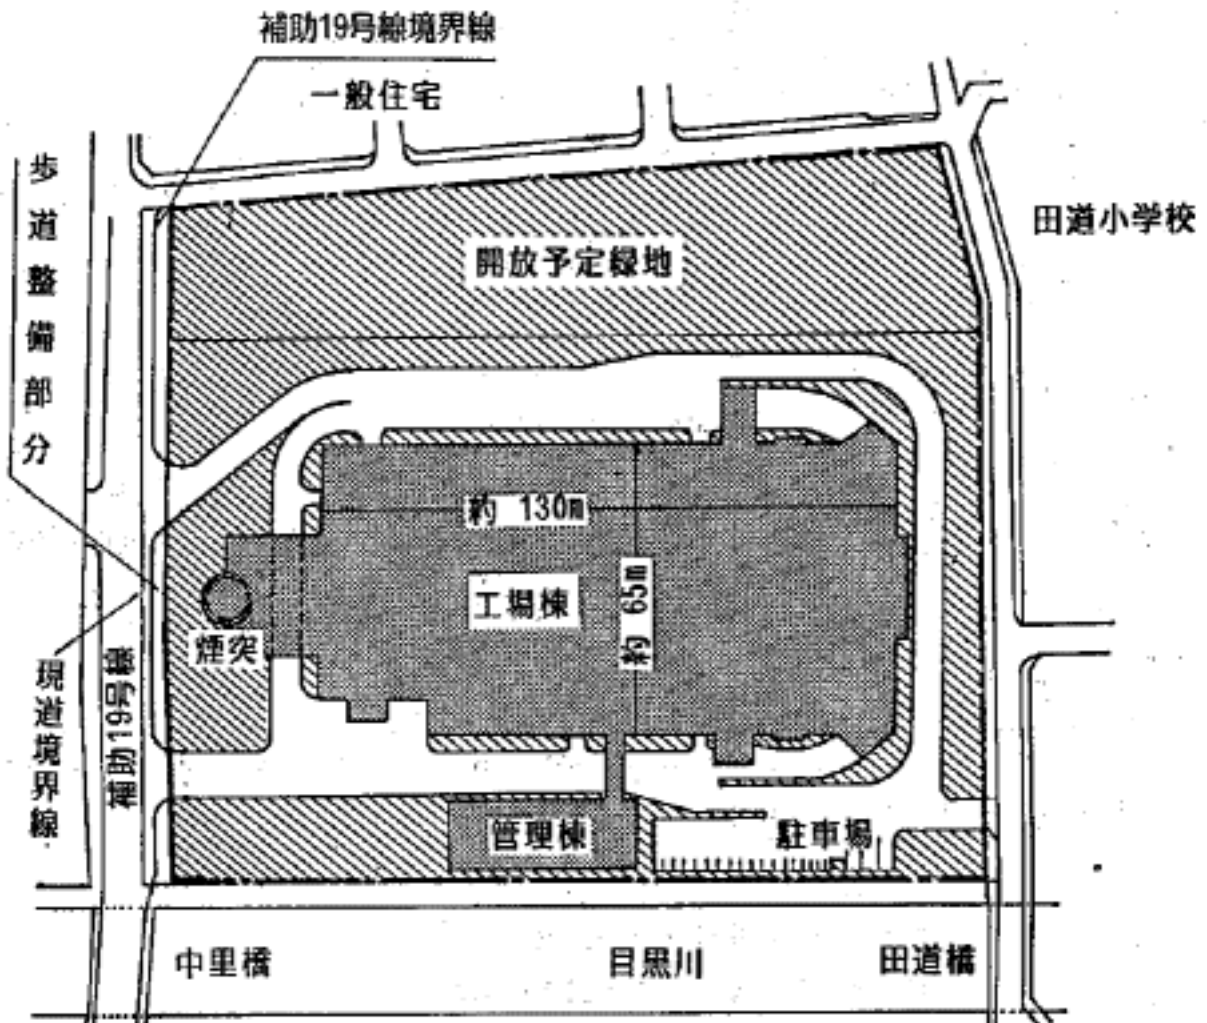 補助19号線境界線
一般住宅
歩道整備部分
田道小学校
開放予定緑地
約 130m
工場棟
約 65m
煙突
現道境界線
補助19号線
管理棟
駐車場
中里橋
目黒川
田道橋